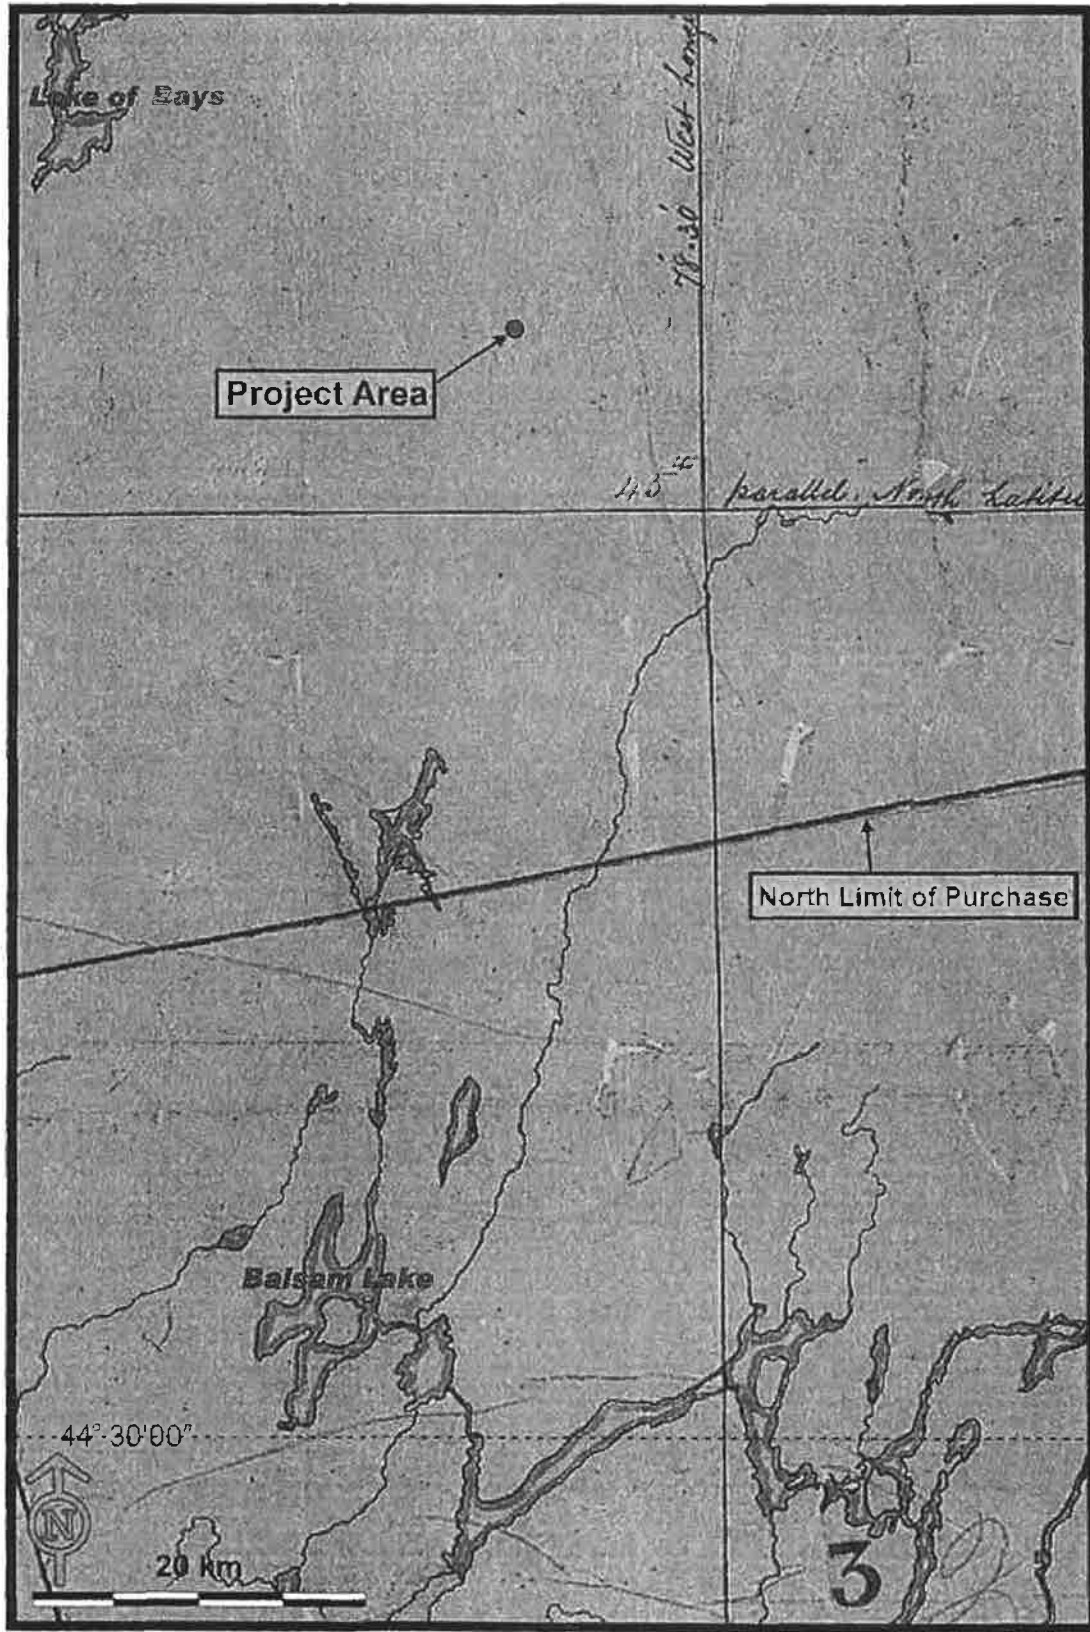 Lake of Bays
78°.30' West Long
Project Area
45th parallel. North Latitu
North Limit of Purchase
Balsam Lake
44°30'00"
N
20 km
3